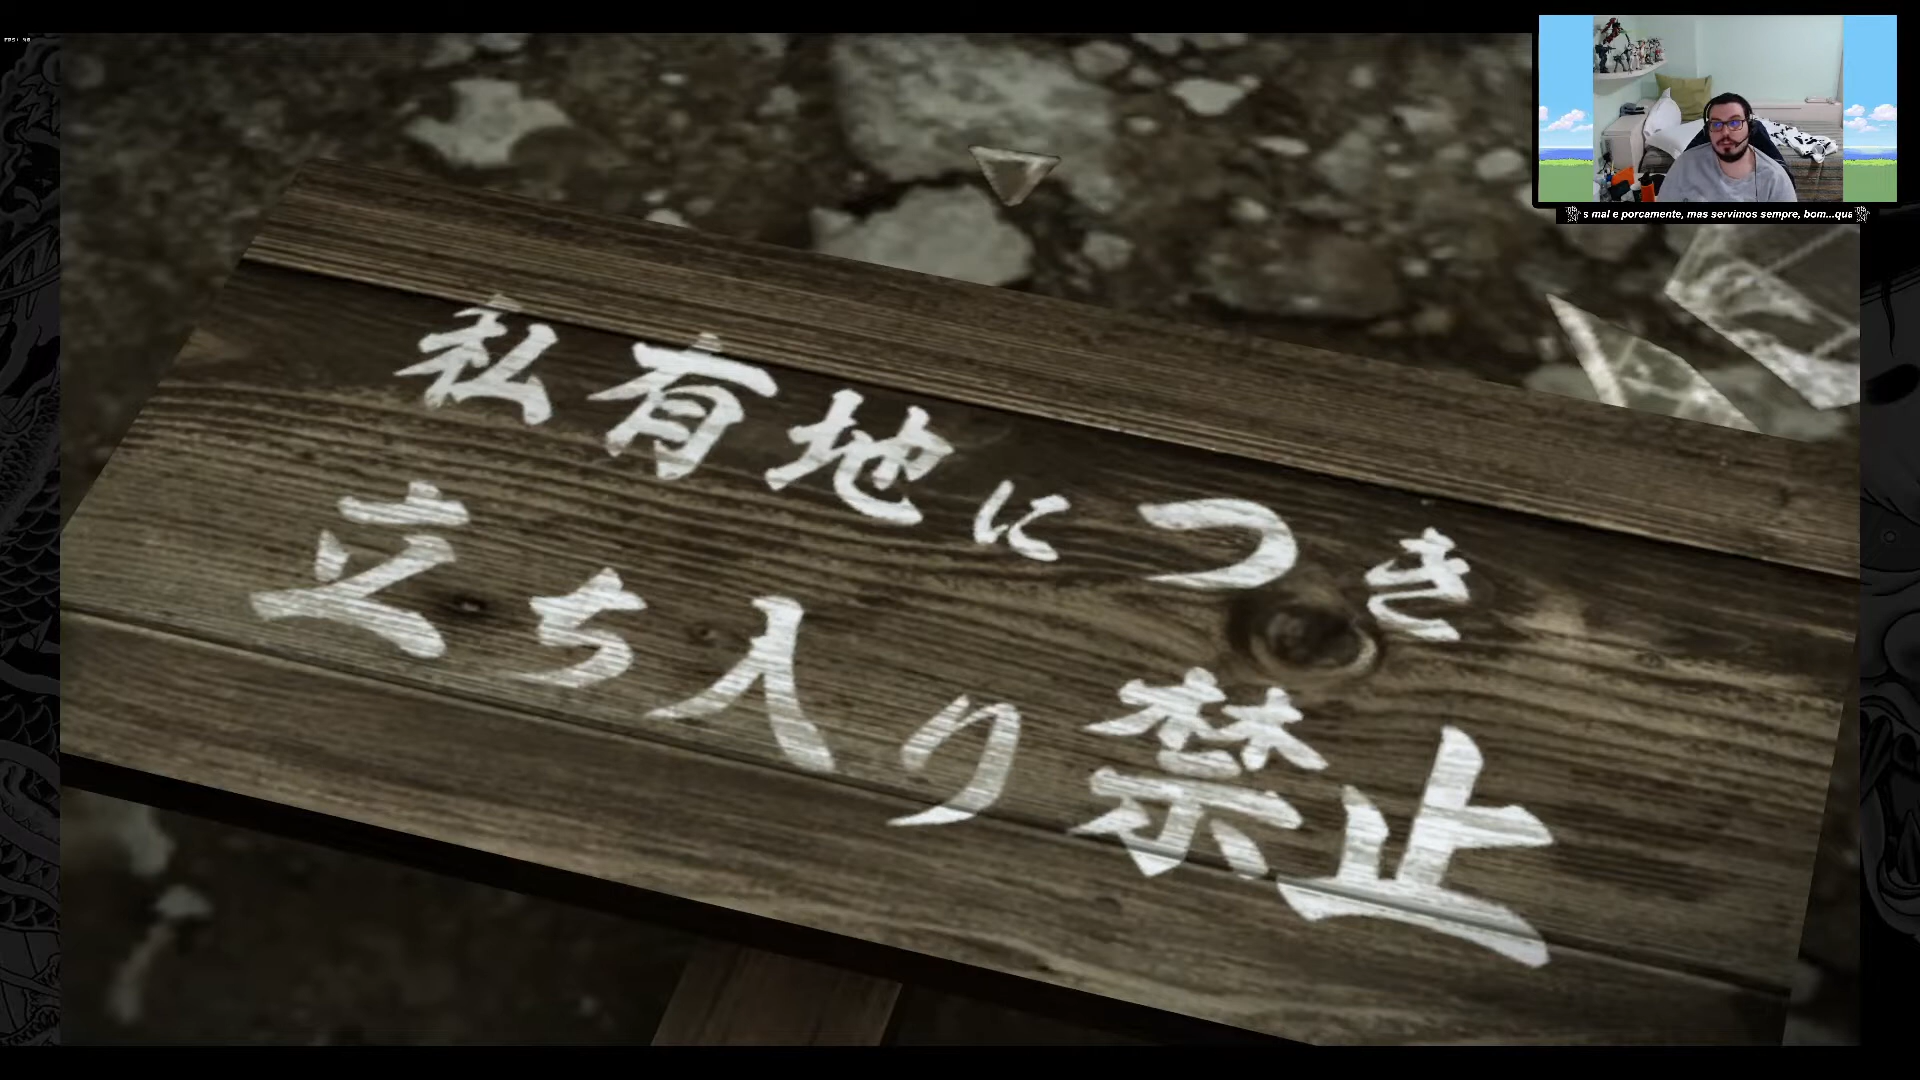 私有地につき
立ち入り禁止
s mal e porcamente, mas servimos sempre, bom...qua